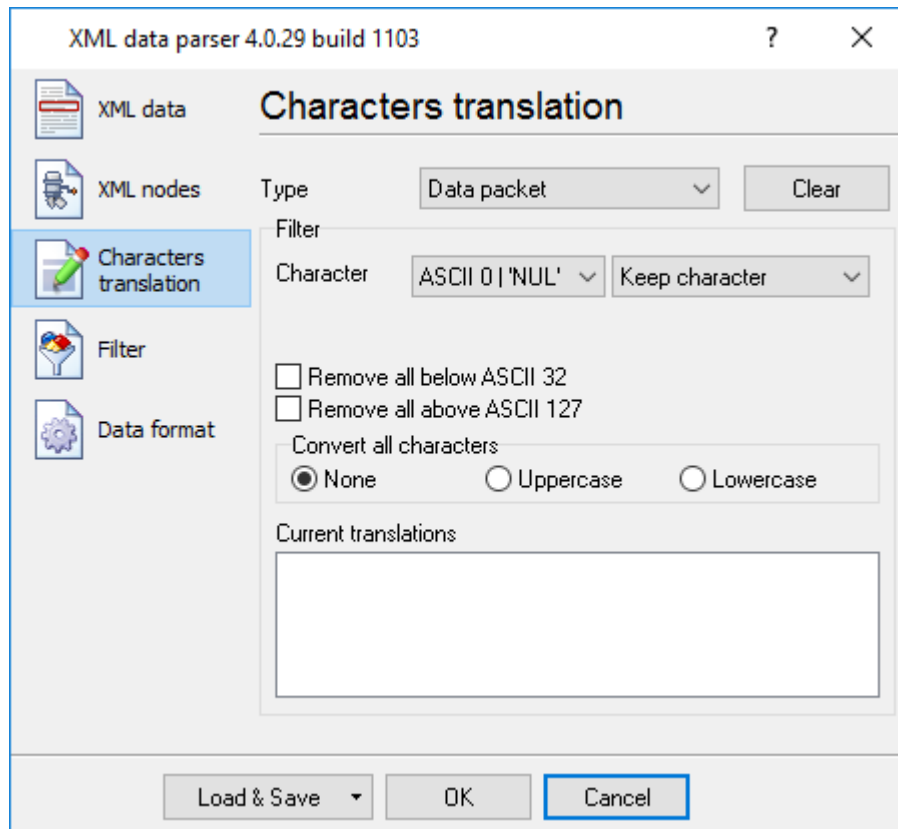 XML data parser 4.0.29 build 1103
?
XML data
XML nodes
Characters
translation
Filter
Data format
Characters translation
Type
Data packet
Clear
Filter
Character
ASCII 0 | 'NUL'
Keep character
Remove all below ASCII 32
Remove all above ASCII 127
Convert all characters
None
Uppercase
Lowercase
Current translations
Load & Save
OK
Cancel